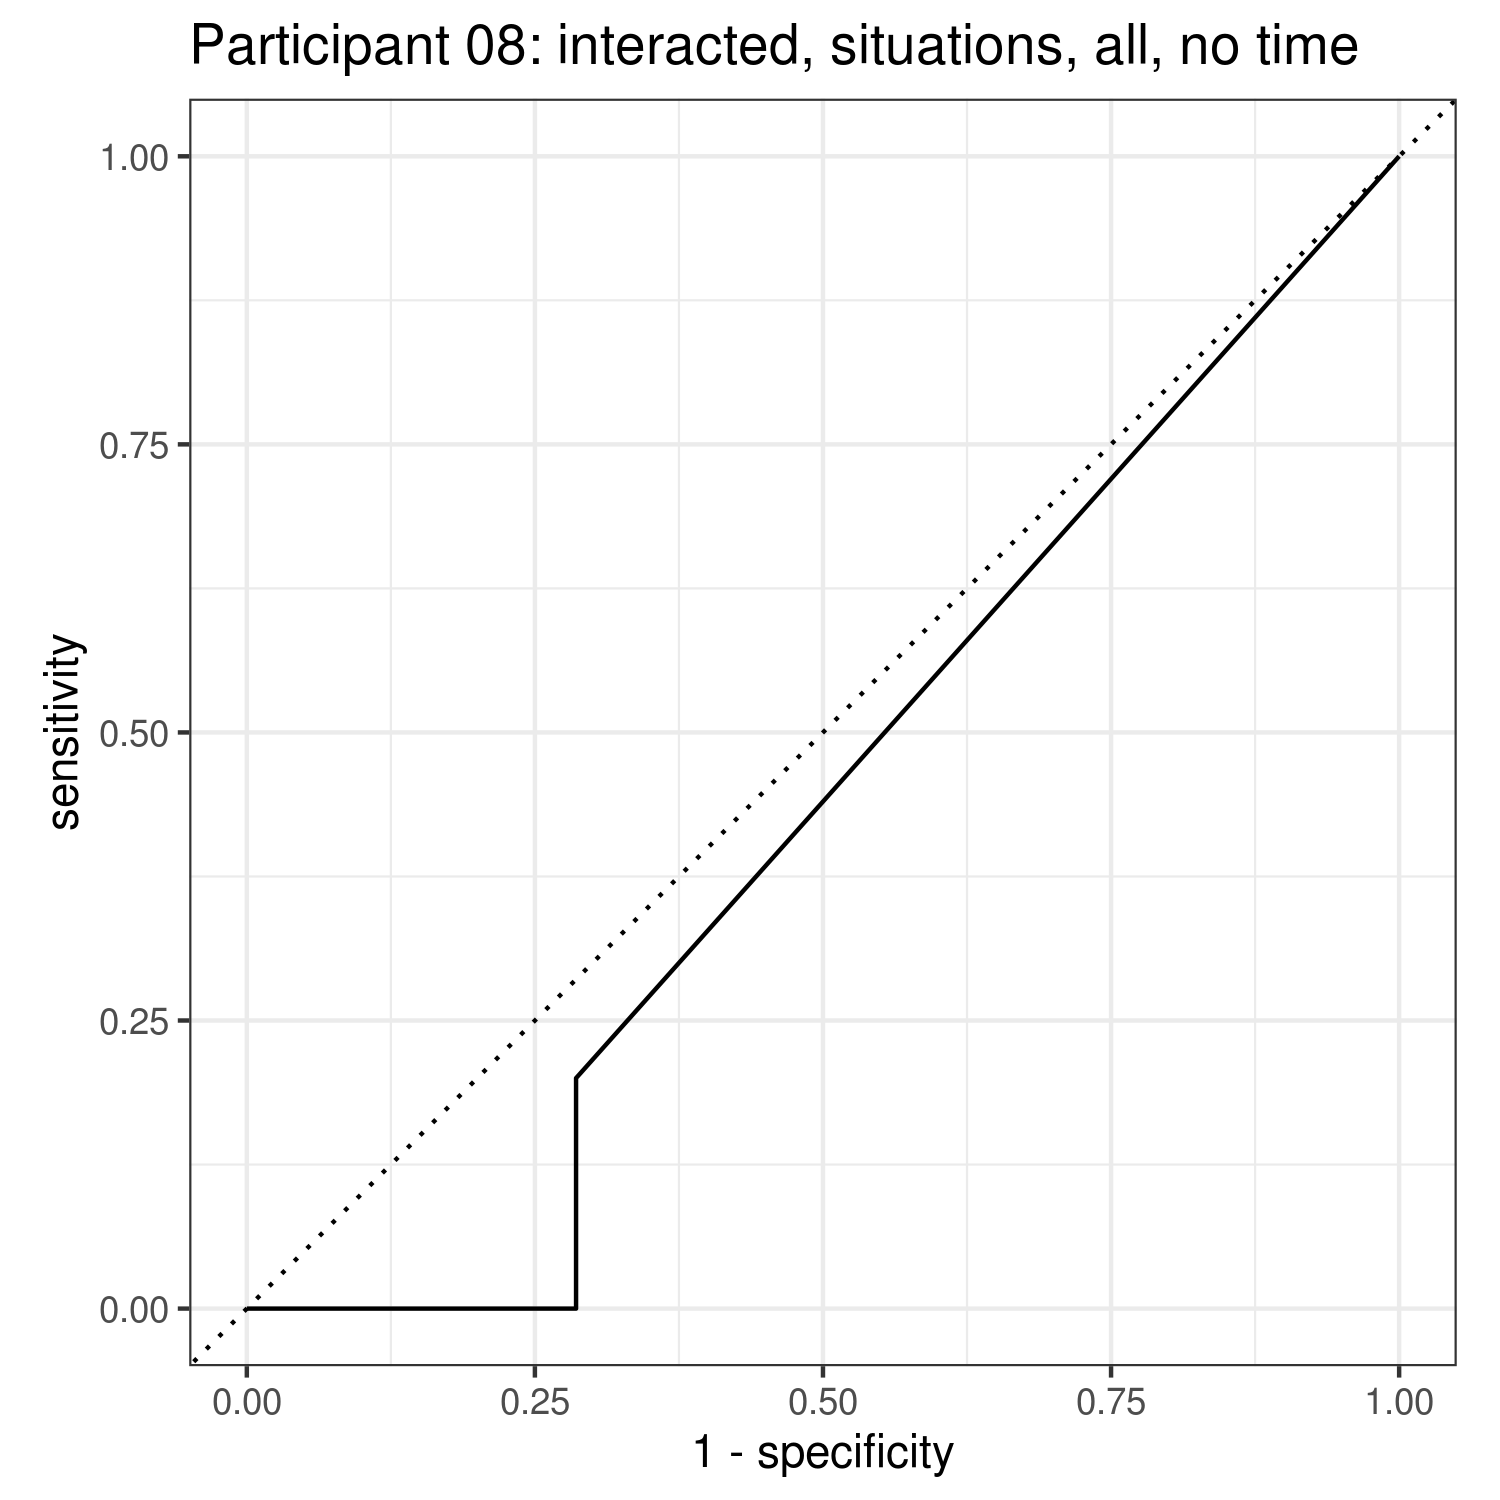 Participant 08: interacted, situations, all, no time
1.00
0.75
0.50
0.25
0.00
sensitivity
0.00 0.25 0.50 0.75 1.00
1 - specificity